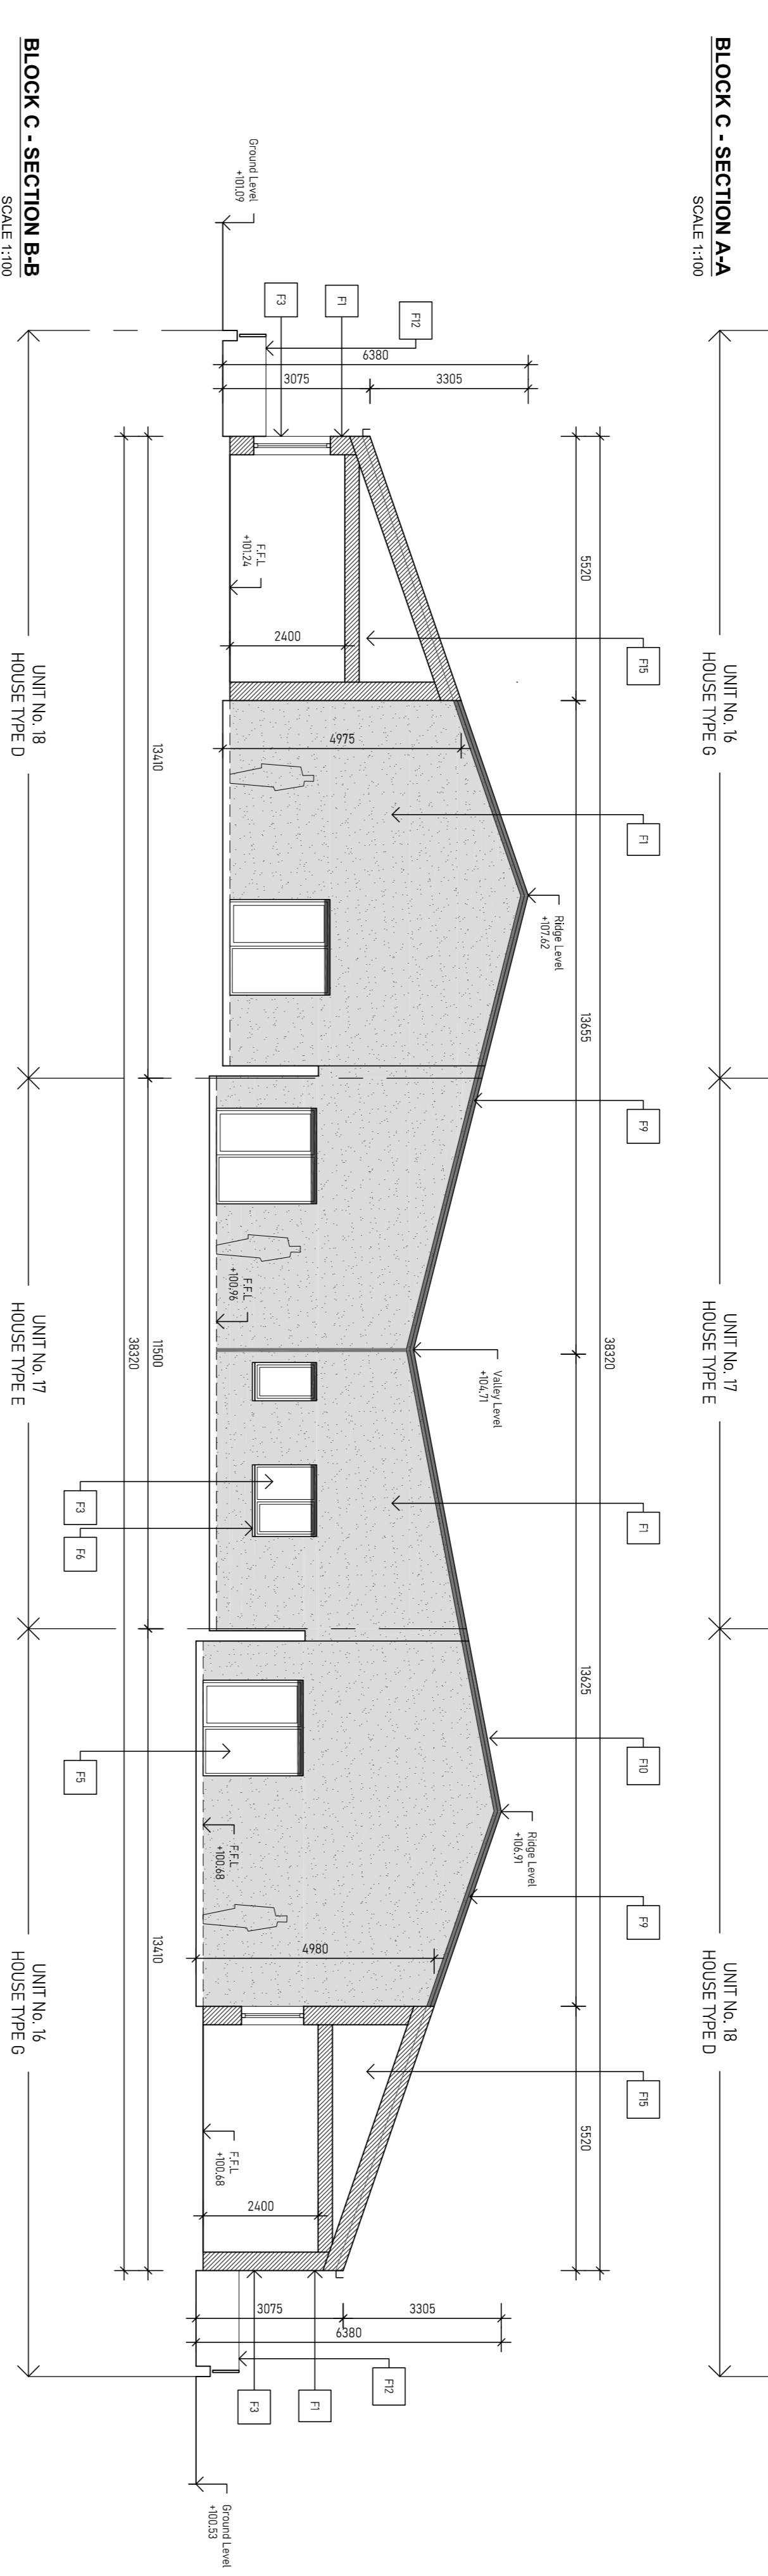 BLOCK C - SECTION A-A
SCALE 1:100
UNIT No. 16
HOUSE TYPE G
UNIT No. 17
HOUSE TYPE E
UNIT No. 18
HOUSE TYPE D
F15
F1
F9
F1
F10
F9
F15
38320
5520
13655
13625
5520
Ridge Level
+107.62
Valley Level
+104.71
Ridge Level
+106.91
F12
F1
F3
6380
3075
3305
2400
4975
4980
2400
3075
3305
6380
F12
F1
F3
Ground Level
+101.09
F.F.L
+101.24
F.F.L
+100.96
F.F.L
+100.68
F.F.L
+100.68
Ground Level
+100.53
13410
11500
13410
38320
F3
F6
F5
UNIT No. 18
HOUSE TYPE D
UNIT No. 17
HOUSE TYPE E
UNIT No. 16
HOUSE TYPE G
BLOCK C - SECTION B-B
SCALE 1:100